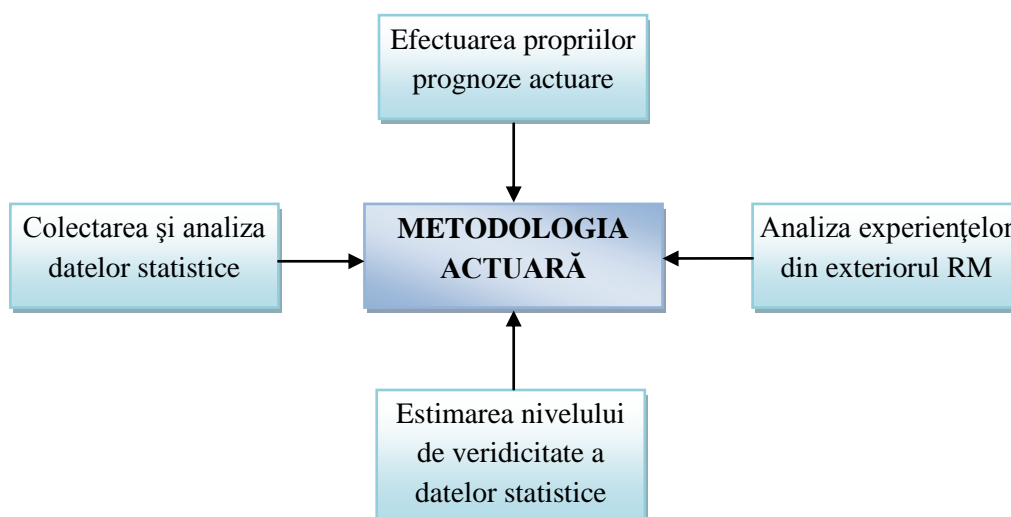 Efectuarea propriilor
prognoze actuare
Colectarea şi analiza
datelor statistice
METODOLOGIA
ACTUARĂ
Analiza experienţelor
din exteriorul RM
Estimarea nivelului
de veridicitate a
datelor statistice